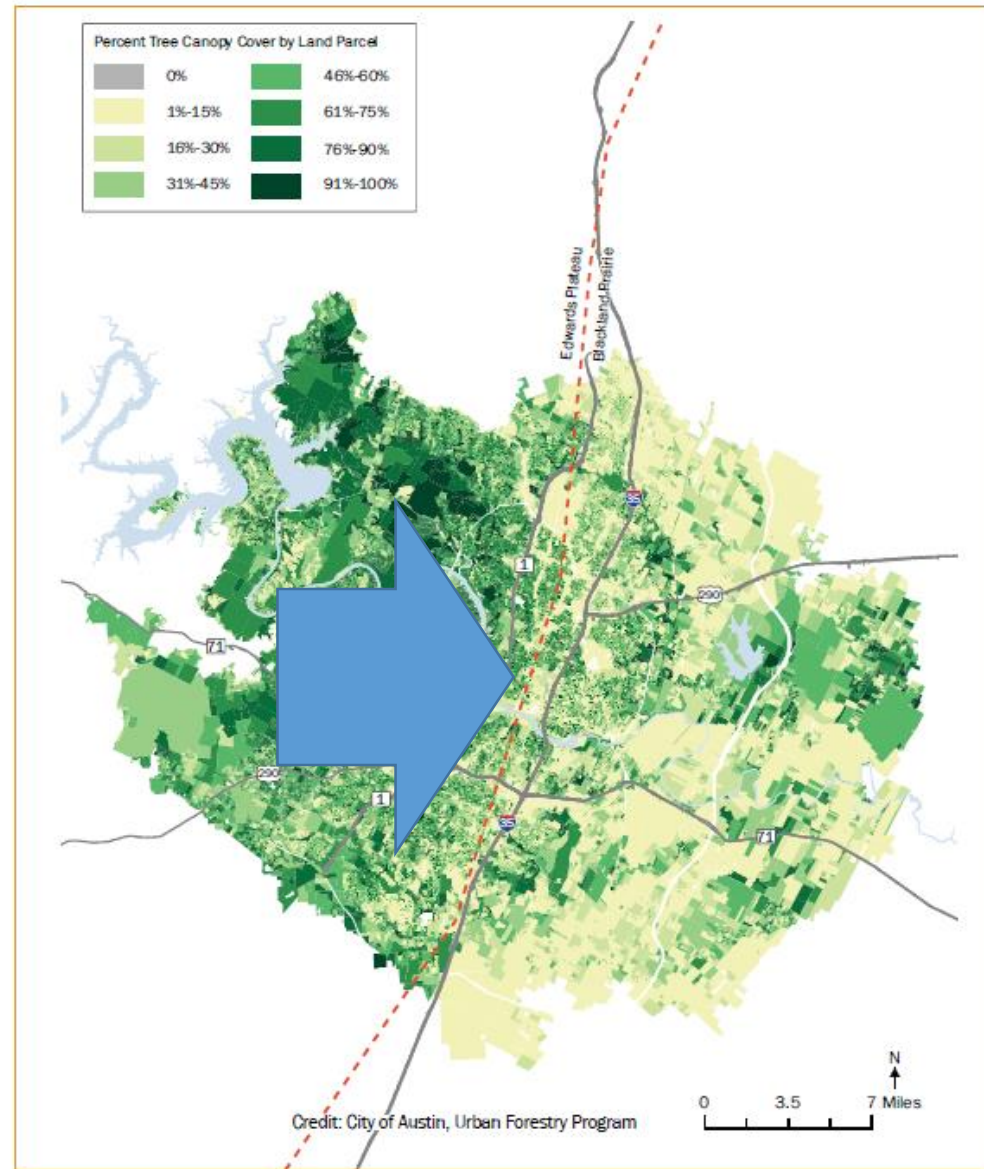 Percent Tree Canopy Cover by Land Parcel
0%
1%-15%
16%-30%
31%-45%
46%-60%
61%-75%
76%-90%
91%-100%
Edwards Plateau
Blackland Prairie
35
1
290
71
290
1
35
71
N
0 3.5 7 Miles
Credit: City of Austin, Urban Forestry Program